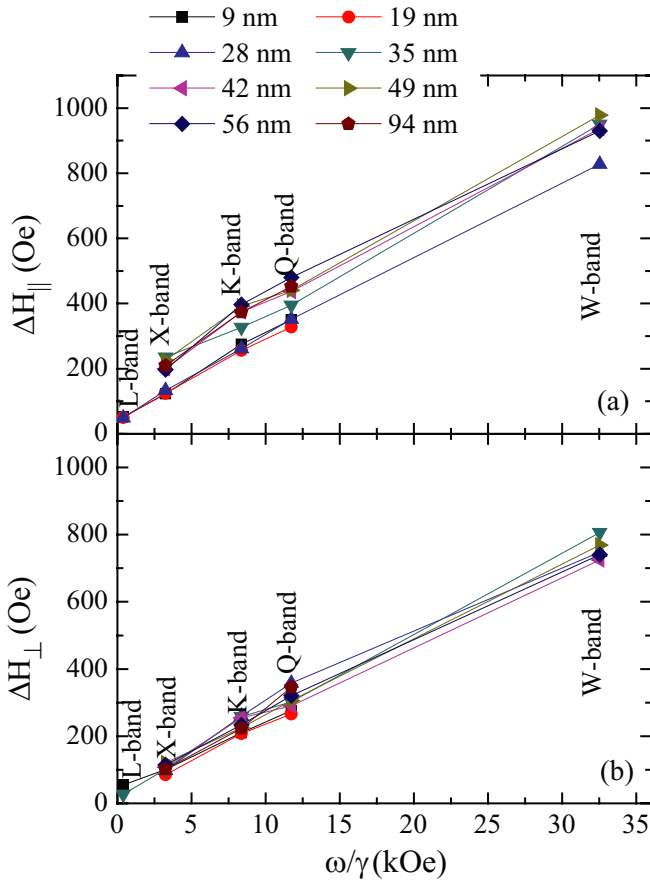 9 nm 19 nm
28 nm 35 nm
42 nm 49 nm
56 nm 94 nm
1000
800
600
400
200
0
ΔH|| (Oe)
L-band
X-band
K-band
Q-band
W-band
(a)
1000
800
600
400
200
0
ΔH⊥ (Oe)
L-band
X-band
K-band
Q-band
W-band
(b)
0 5 10 15 20 25 30 35
ω/γ (kOe)